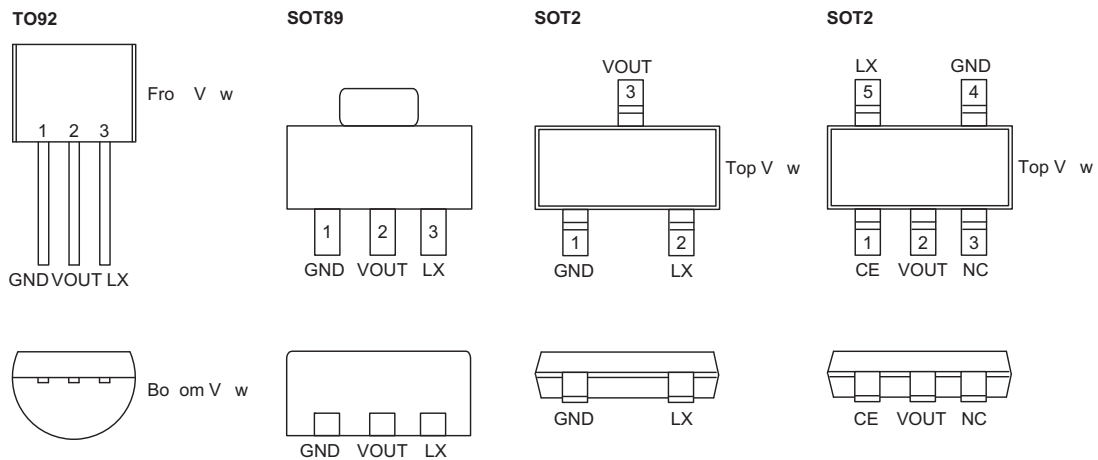 TO92 SOT89 SOT2 SOT2
VOUT LX GND
3 5 4
Fro V w
1 2 3
Top V w Top V w
1 2 3 1 2 1 2 3
GND VOUT LX GND LX CE VOUT NC
GND VOUT LX
Bo om V w
GND LX CE VOUT NC
GND VOUT LX